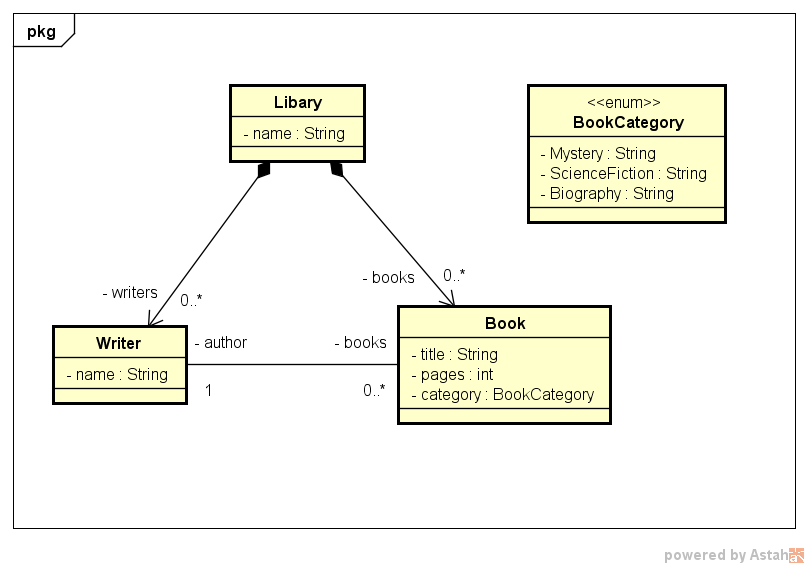 pkg
Libary
- name : String
<<enum>>
BookCategory
- Mystery : String
- ScienceFiction : String
- Biography : String
- writers
0..*
- books
0..*
Writer
- name : String
- author
1
- books
0..*
Book
- title : String
- pages : int
- category : BookCategory
powered by Astah